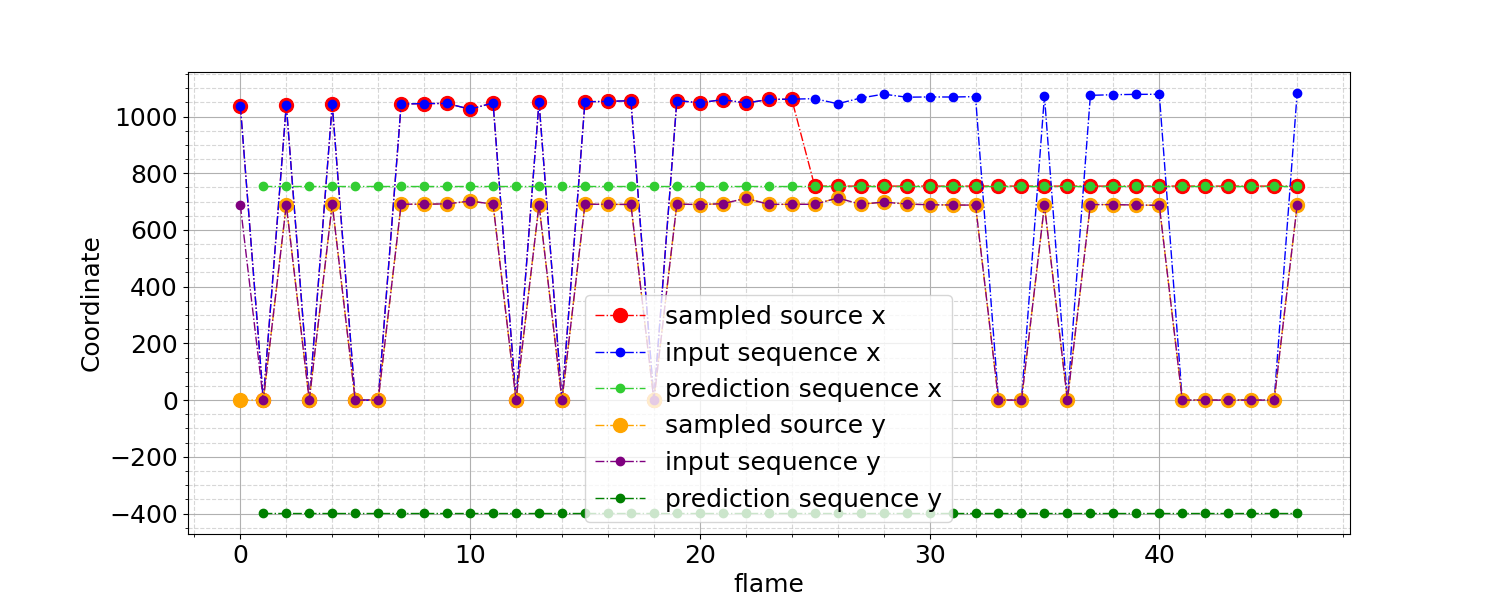 1000
800
600
400
200
0
−200
−400
Coordinate
sampled source x
input sequence x
prediction sequence x
sampled source y
input sequence y
prediction sequence y
0 10 20 30 40
flame